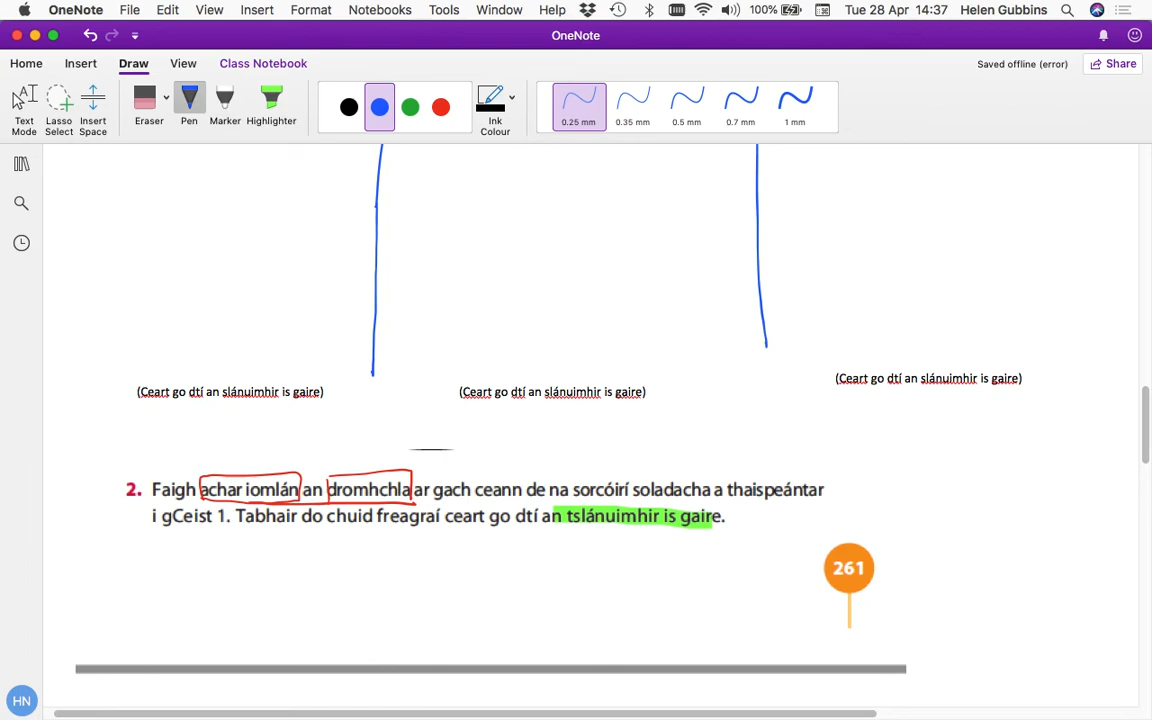 OneNote File Edit View Insert Format Notebooks Tools Window Help 100% Tue 28 Apr 14:37 Helen Gubbins
OneNote
Home Insert Draw View Class Notebook Saved offline (error) Share
Text Mode Lasso Select Insert Space Eraser Pen Marker Highlighter Ink Colour 0.25 mm 0.35 mm 0.5 mm 0.7 mm 1 mm
(Ceart go dtí an slánuimhir is gaire) (Ceart go dtí an slánuimhir is gaire) (Ceart go dtí an slánuimhir is gaire)
2. Faigh achar iomlán an dromhchla ar gach ceann de na sorcóirí soladacha a thaispeántar
i gCeist 1. Tabhair do chuid freagraí ceart go dtí an tslánuimhir is gaire.
261
HN